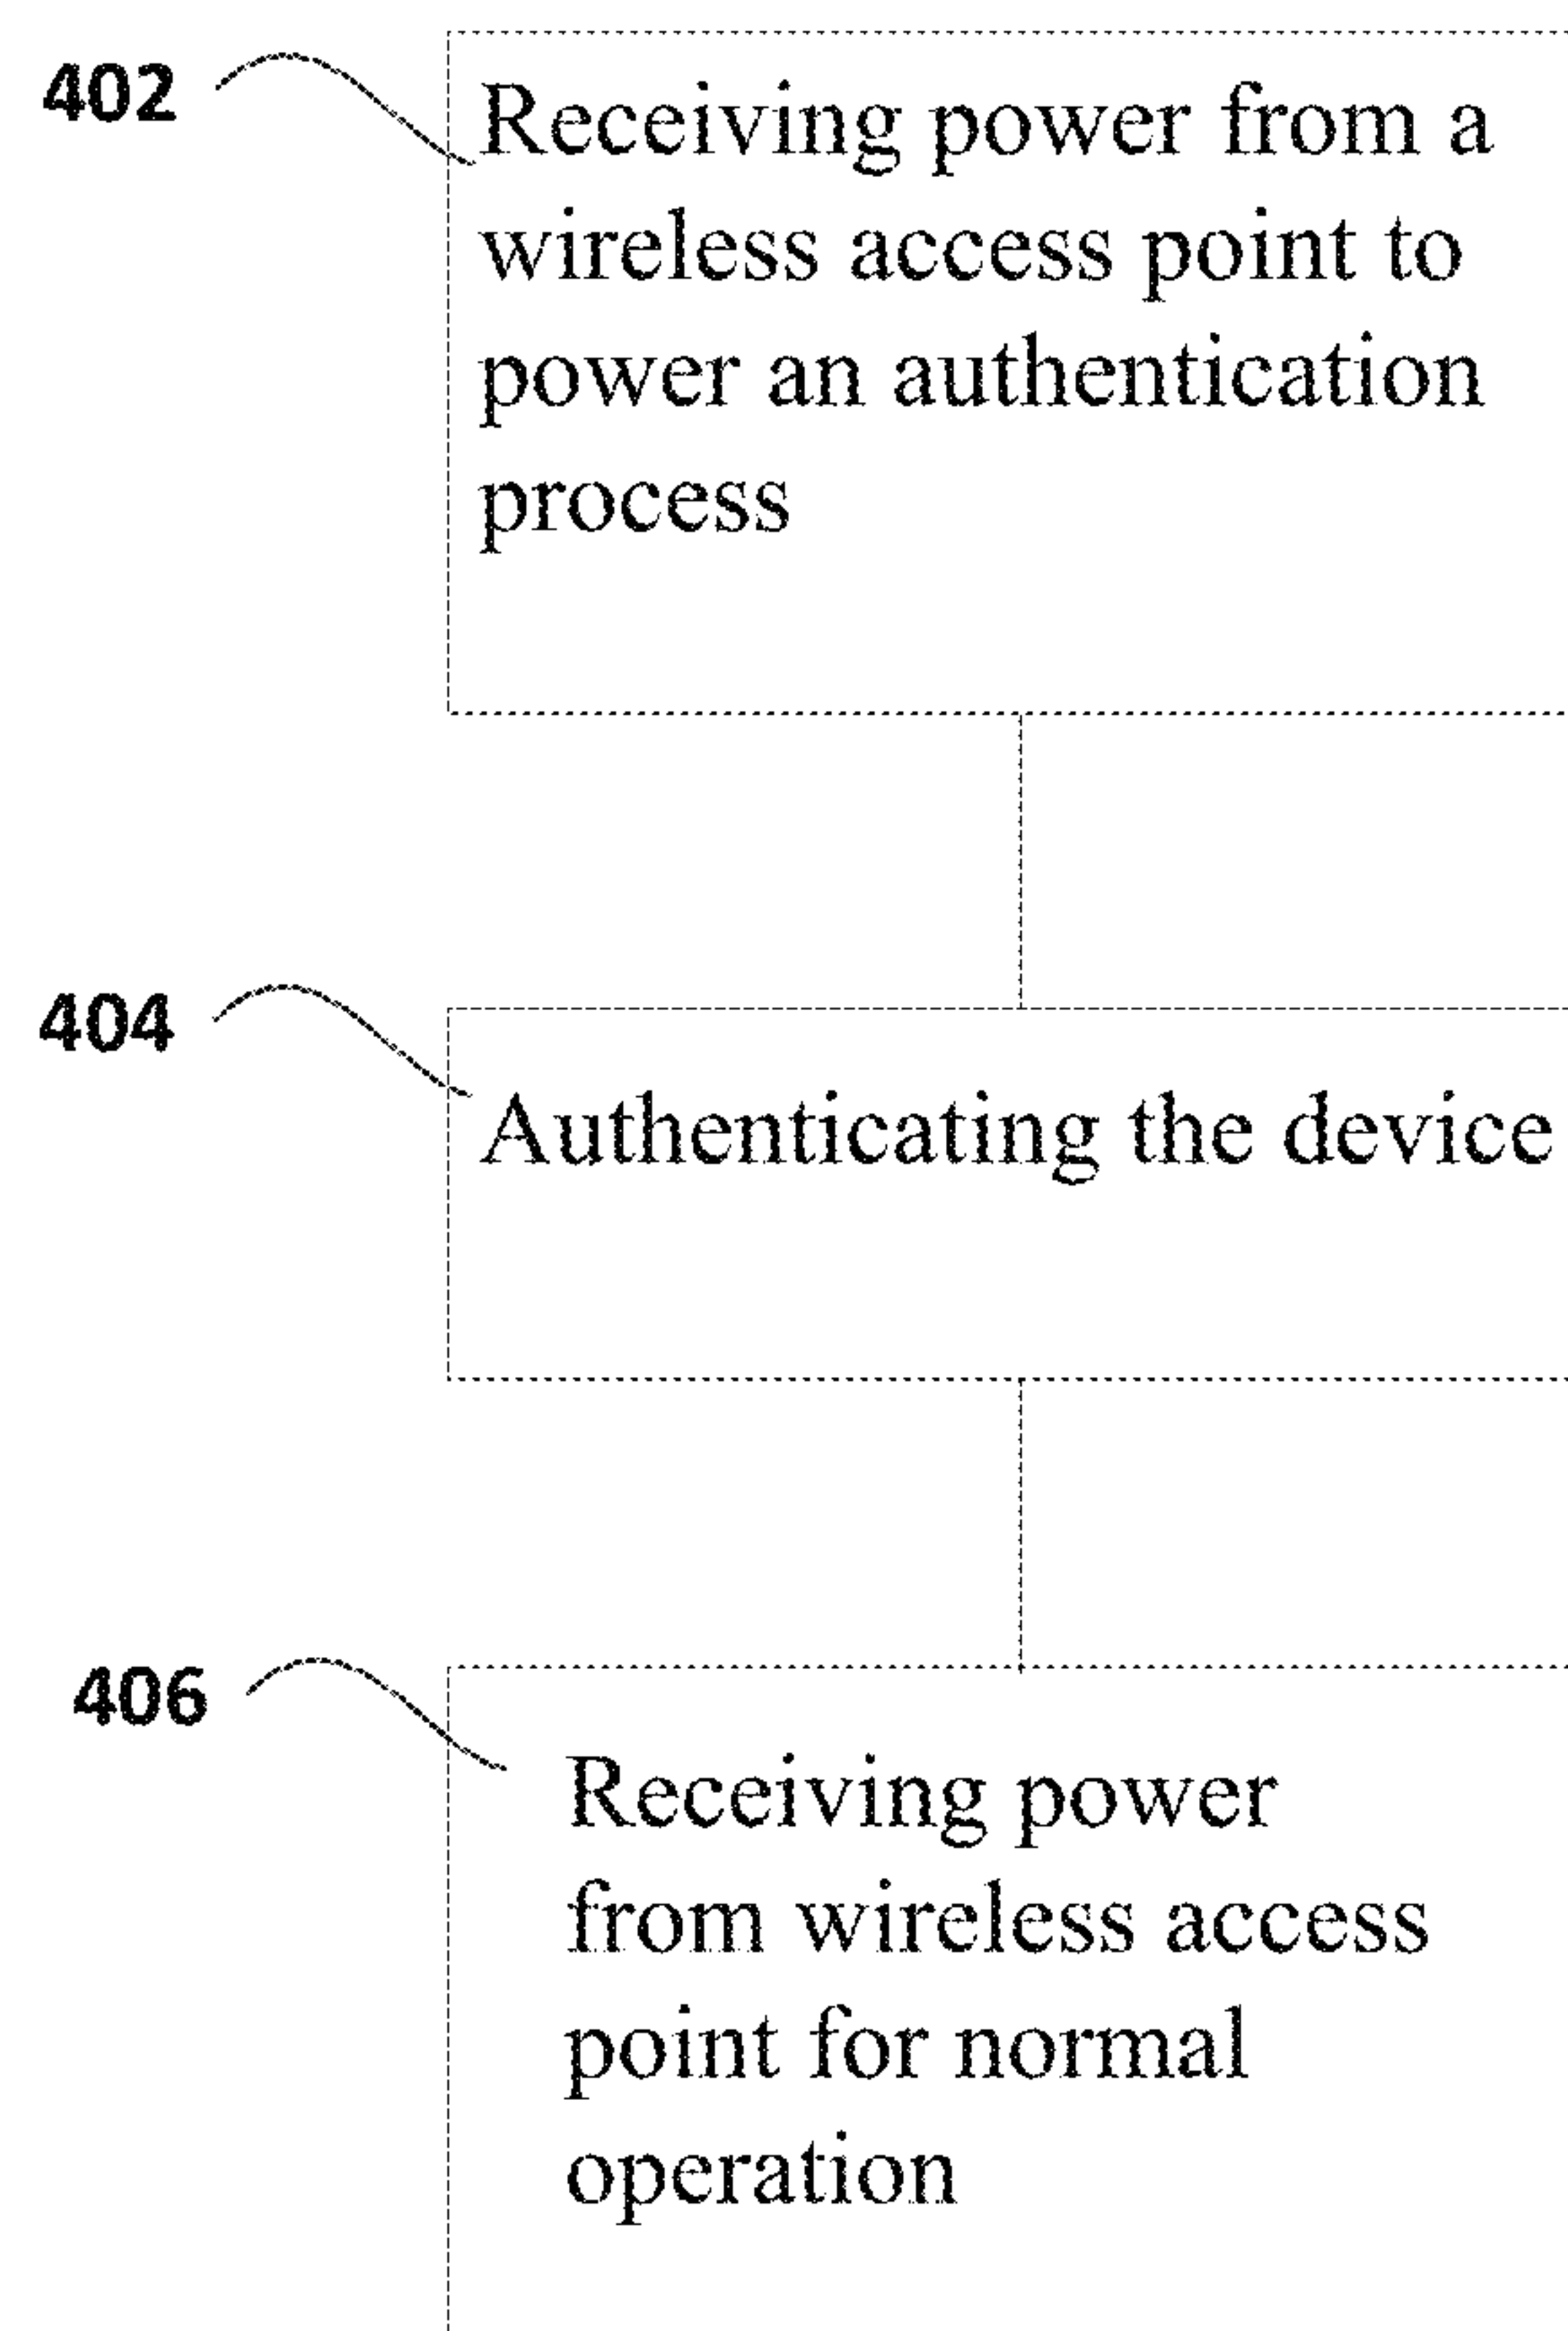 402
Receiving power from a
wireless access point to
power an authentication
process
404
Authenticating the device
406
Receiving power
from wireless access
point for normal
operation